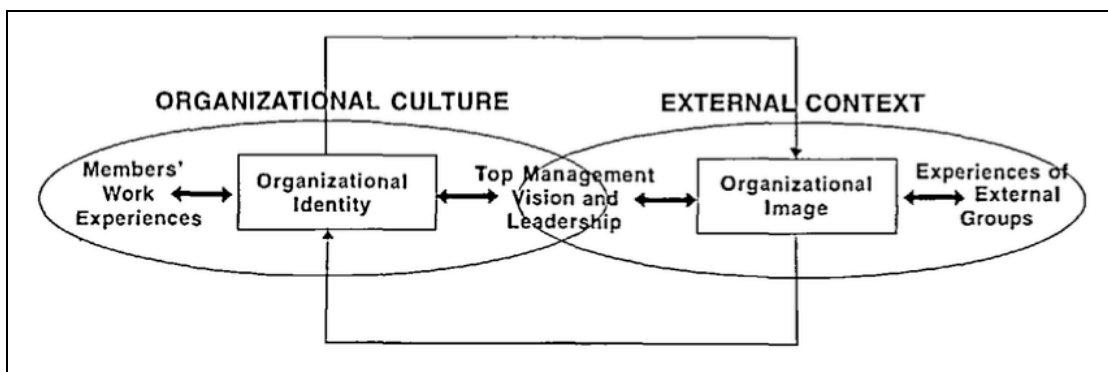 ORGANIZATIONAL CULTURE
EXTERNAL CONTEXT
Members'
Work
Experiences
Organizational
Identity
Top Management
Vision and
Leadership
Organizational
Image
Experiences of
External
Groups